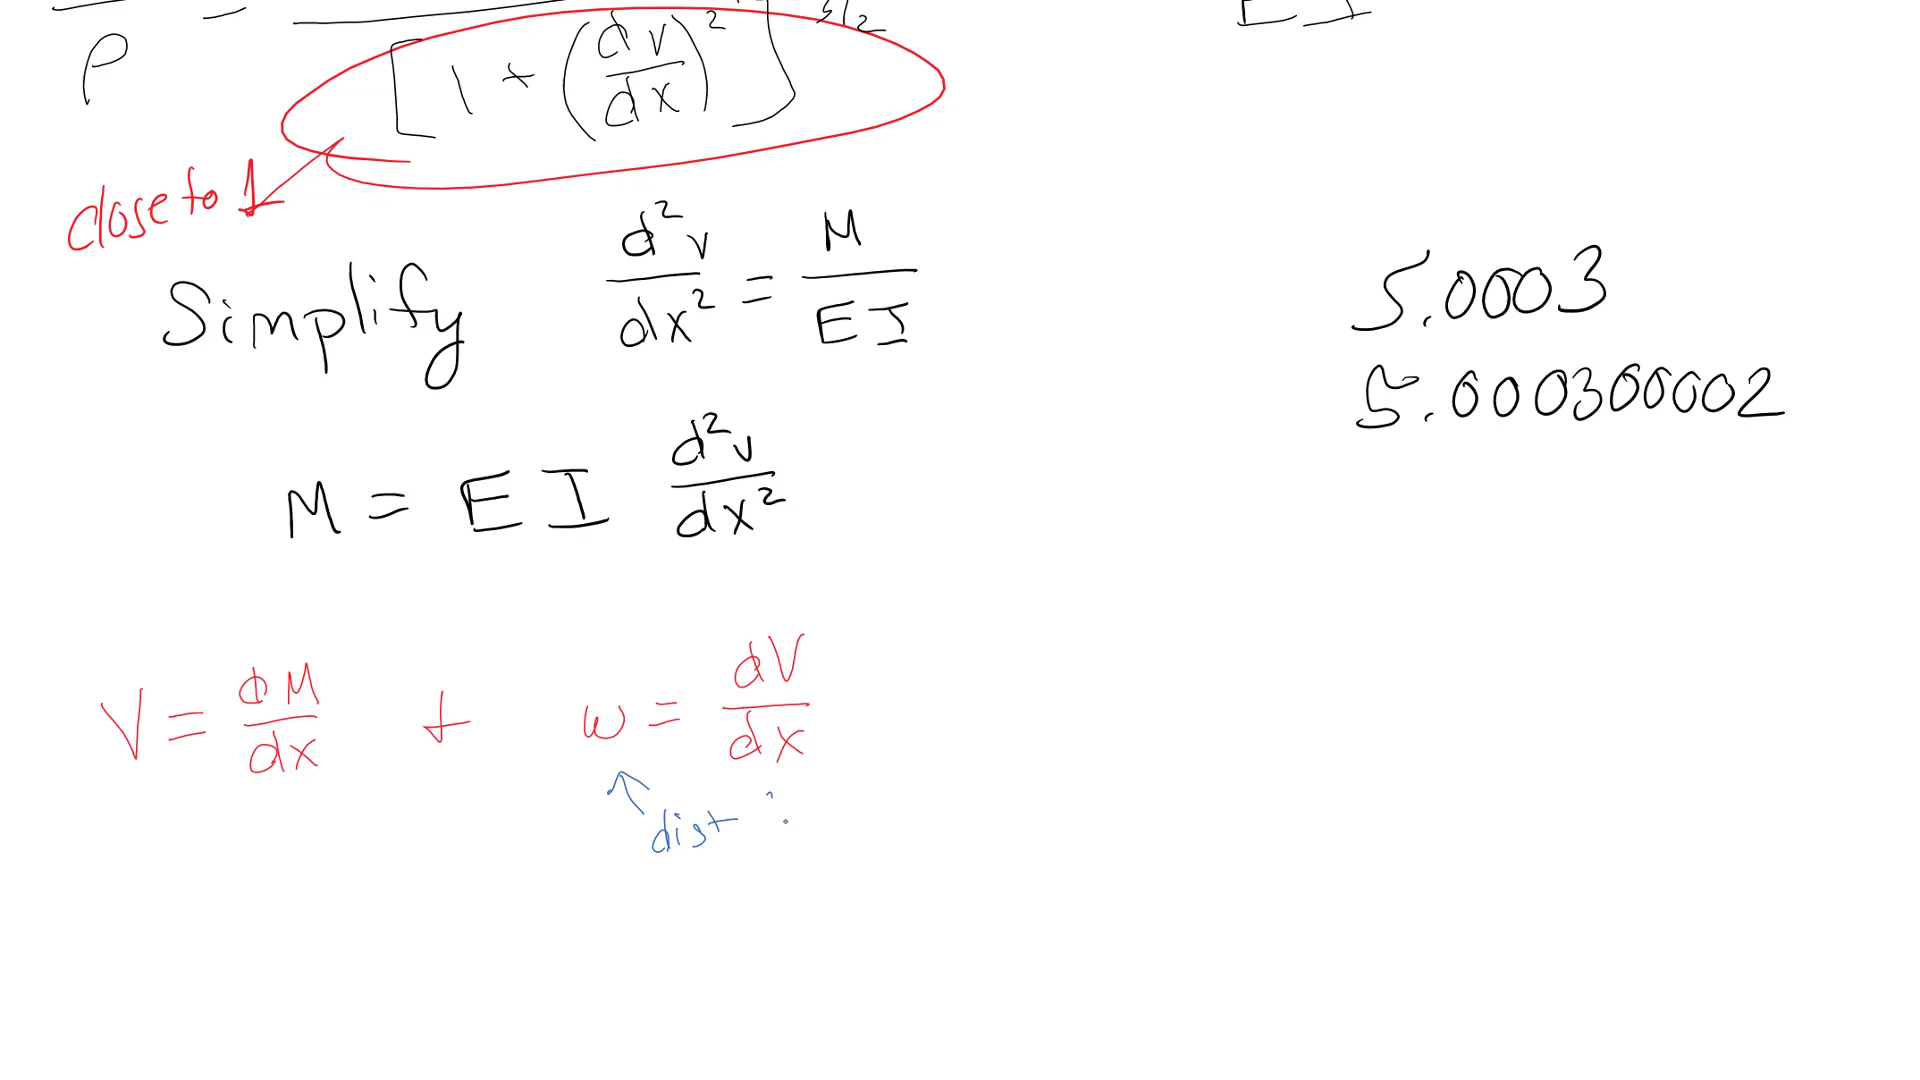 ρ = [1 + (dv/dx)²]^3/2
EI
close to 1
Simplify d²v/dx² = M/EI
5.0003
5.000300002
M = EI d²v/dx²
V = dM/dx + w = dV/dx
dist